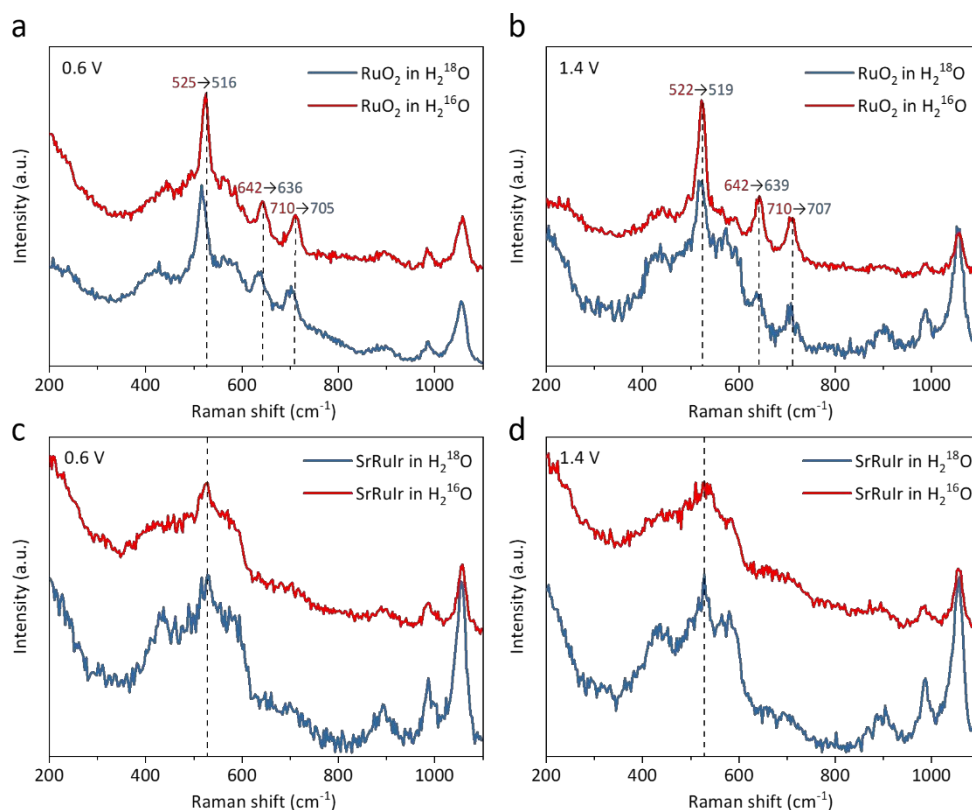 a
0.6 V
RuO₂ in H₂¹⁸O
RuO₂ in H₂¹⁶O
525→516
642→636
710→705
Intensity (a.u.)
200 400 600 800 1000
Raman shift (cm⁻¹)
b
1.4 V
RuO₂ in H₂¹⁸O
RuO₂ in H₂¹⁶O
522→519
642→639
710→707
Intensity (a.u.)
200 400 600 800 1000
Raman shift (cm⁻¹)
c
0.6 V
SrRuIr in H₂¹⁸O
SrRuIr in H₂¹⁶O
Intensity (a.u.)
200 400 600 800 1000
Raman shift (cm⁻¹)
d
1.4 V
SrRuIr in H₂¹⁸O
SrRuIr in H₂¹⁶O
Intensity (a.u.)
200 400 600 800 1000
Raman shift (cm⁻¹)